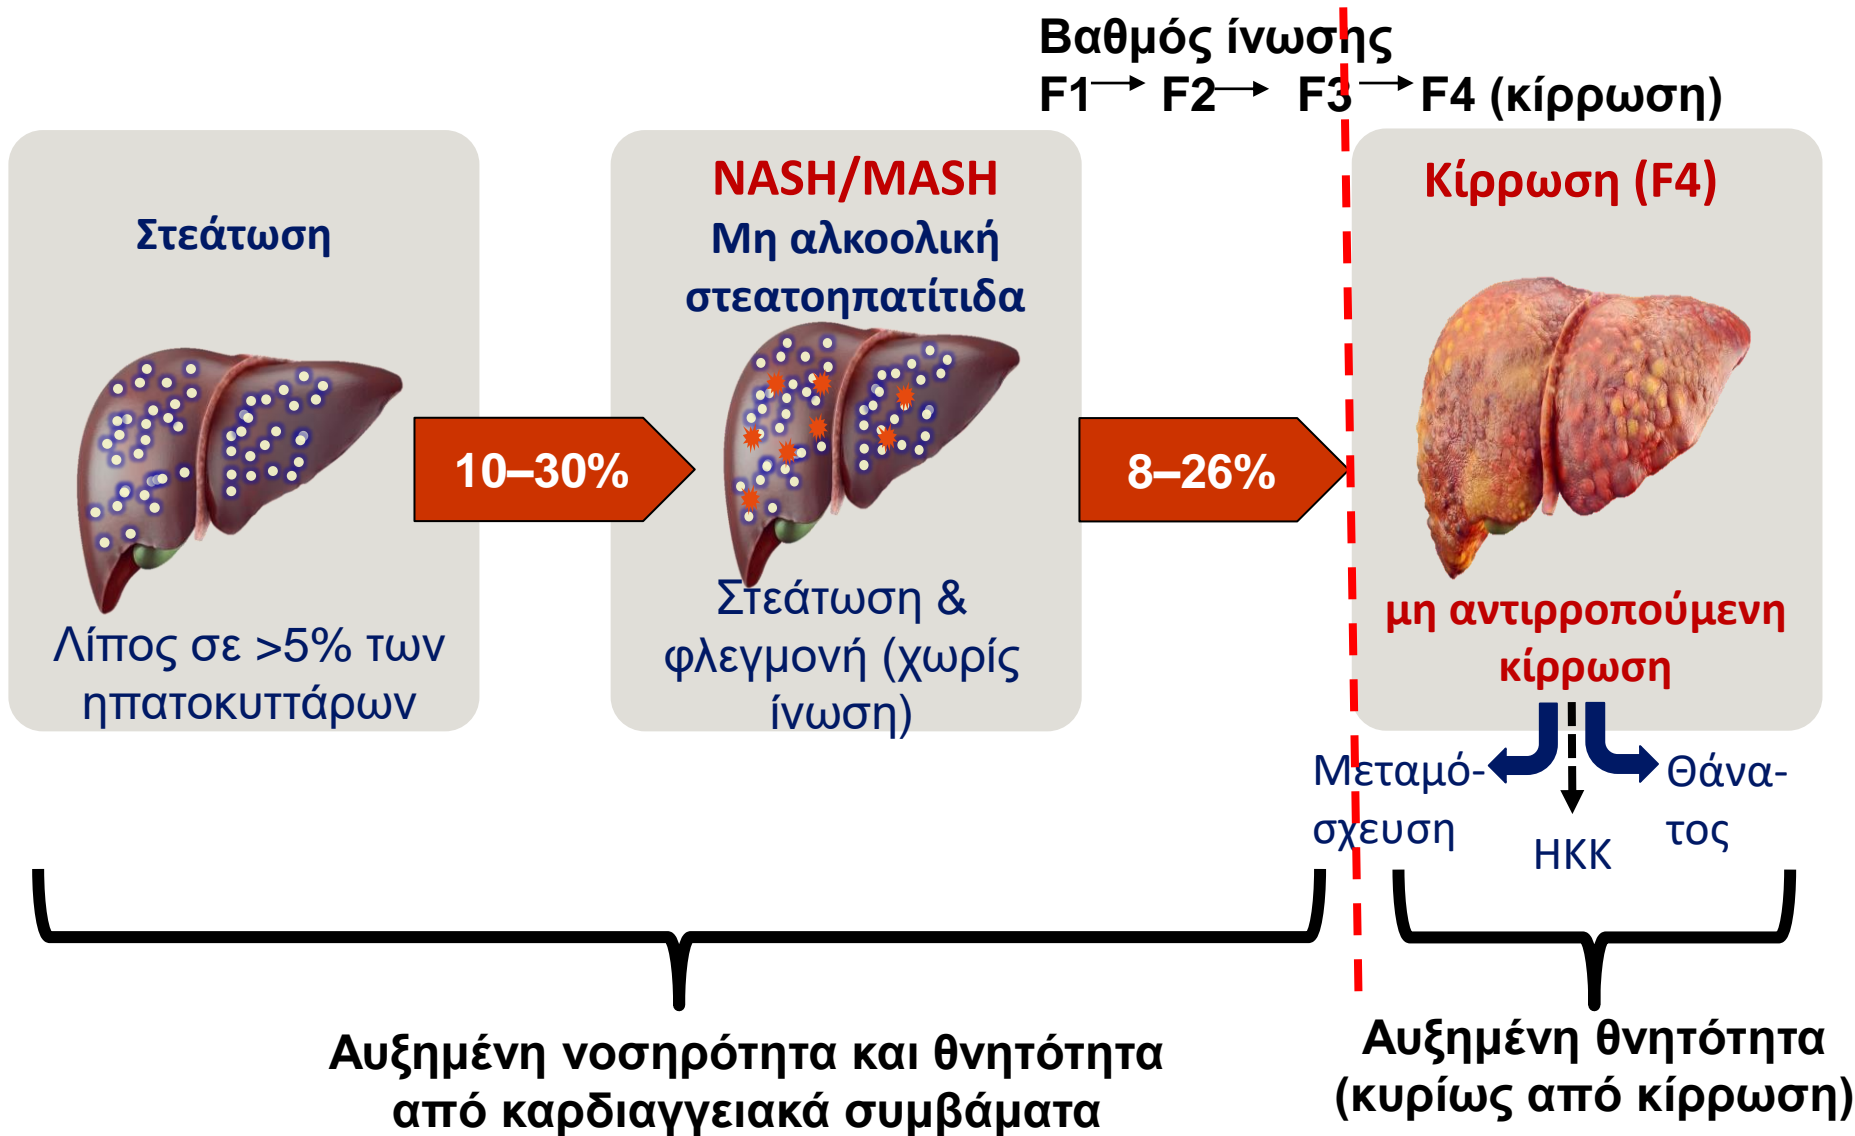 Βαθμός ίνωσης
F1 F2 F3 F4 (κίρρωση)
Στεάτωση
Λίπος σε >5% των
ηπατοκυττάρων
10–30%
NASH/MASH
Μη αλκοολική
στεατοηπατίτιδα
Στεάτωση &
φλεγμονή (χωρίς
ίνωση)
8–26%
Κίρρωση (F4)
μη αντιρροπούμενη
κίρρωση
Μεταμό-
σχευση
ΗΚΚ
Θάνα-
τος
Αυξημένη νοσηρότητα και θνητότητα
από καρδιαγγειακά συμβάματα
Αυξημένη θνητότητα
(κυρίως από κίρρωση)